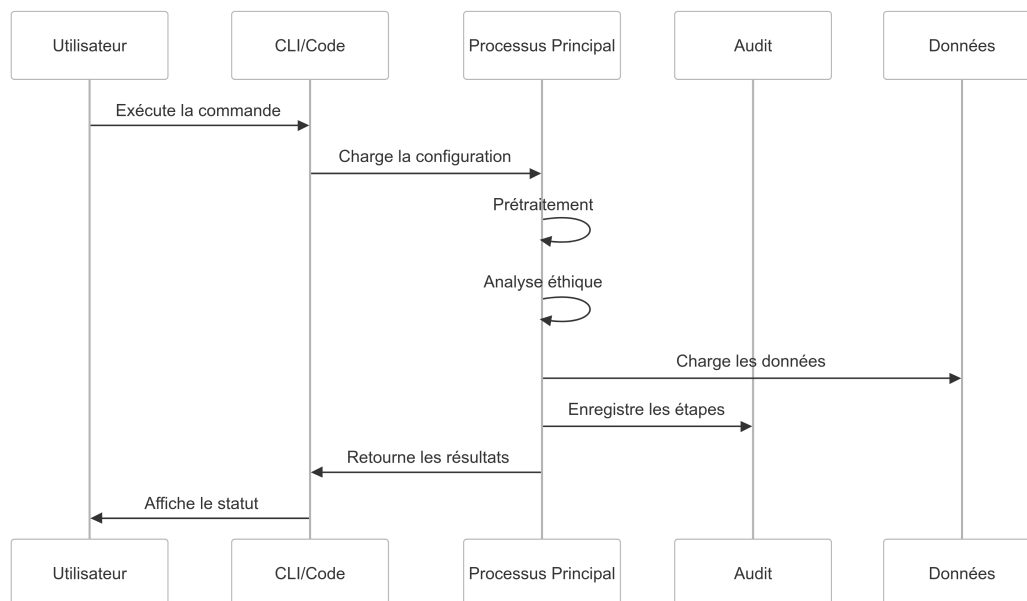 Utilisateur
CLI/Code
Processus Principal
Audit
Données
Exécute la commande
Charge la configuration
Prétraitement
Analyse éthique
Charge les données
Enregistre les étapes
Retourne les résultats
Affiche le statut
Utilisateur
CLI/Code
Processus Principal
Audit
Données